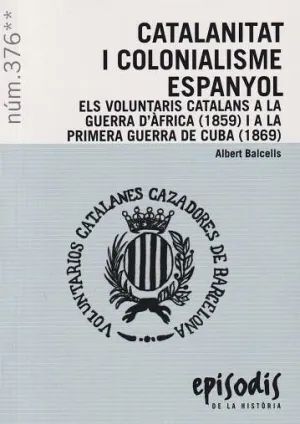 núm.376**
CATALANITAT
I COLONIALISME
ESPANYOL
ELS VOLUNTARIS CATALANS A LA
GUERRA D'ÀFRICA (1859) I A LA
PRIMERA GUERRA DE CUBA (1869)
Albert Balcells
VOLUNTARIOS CATALANES CAZADORES DE BARCELONA
episodis
DE LA HISTÒRIA